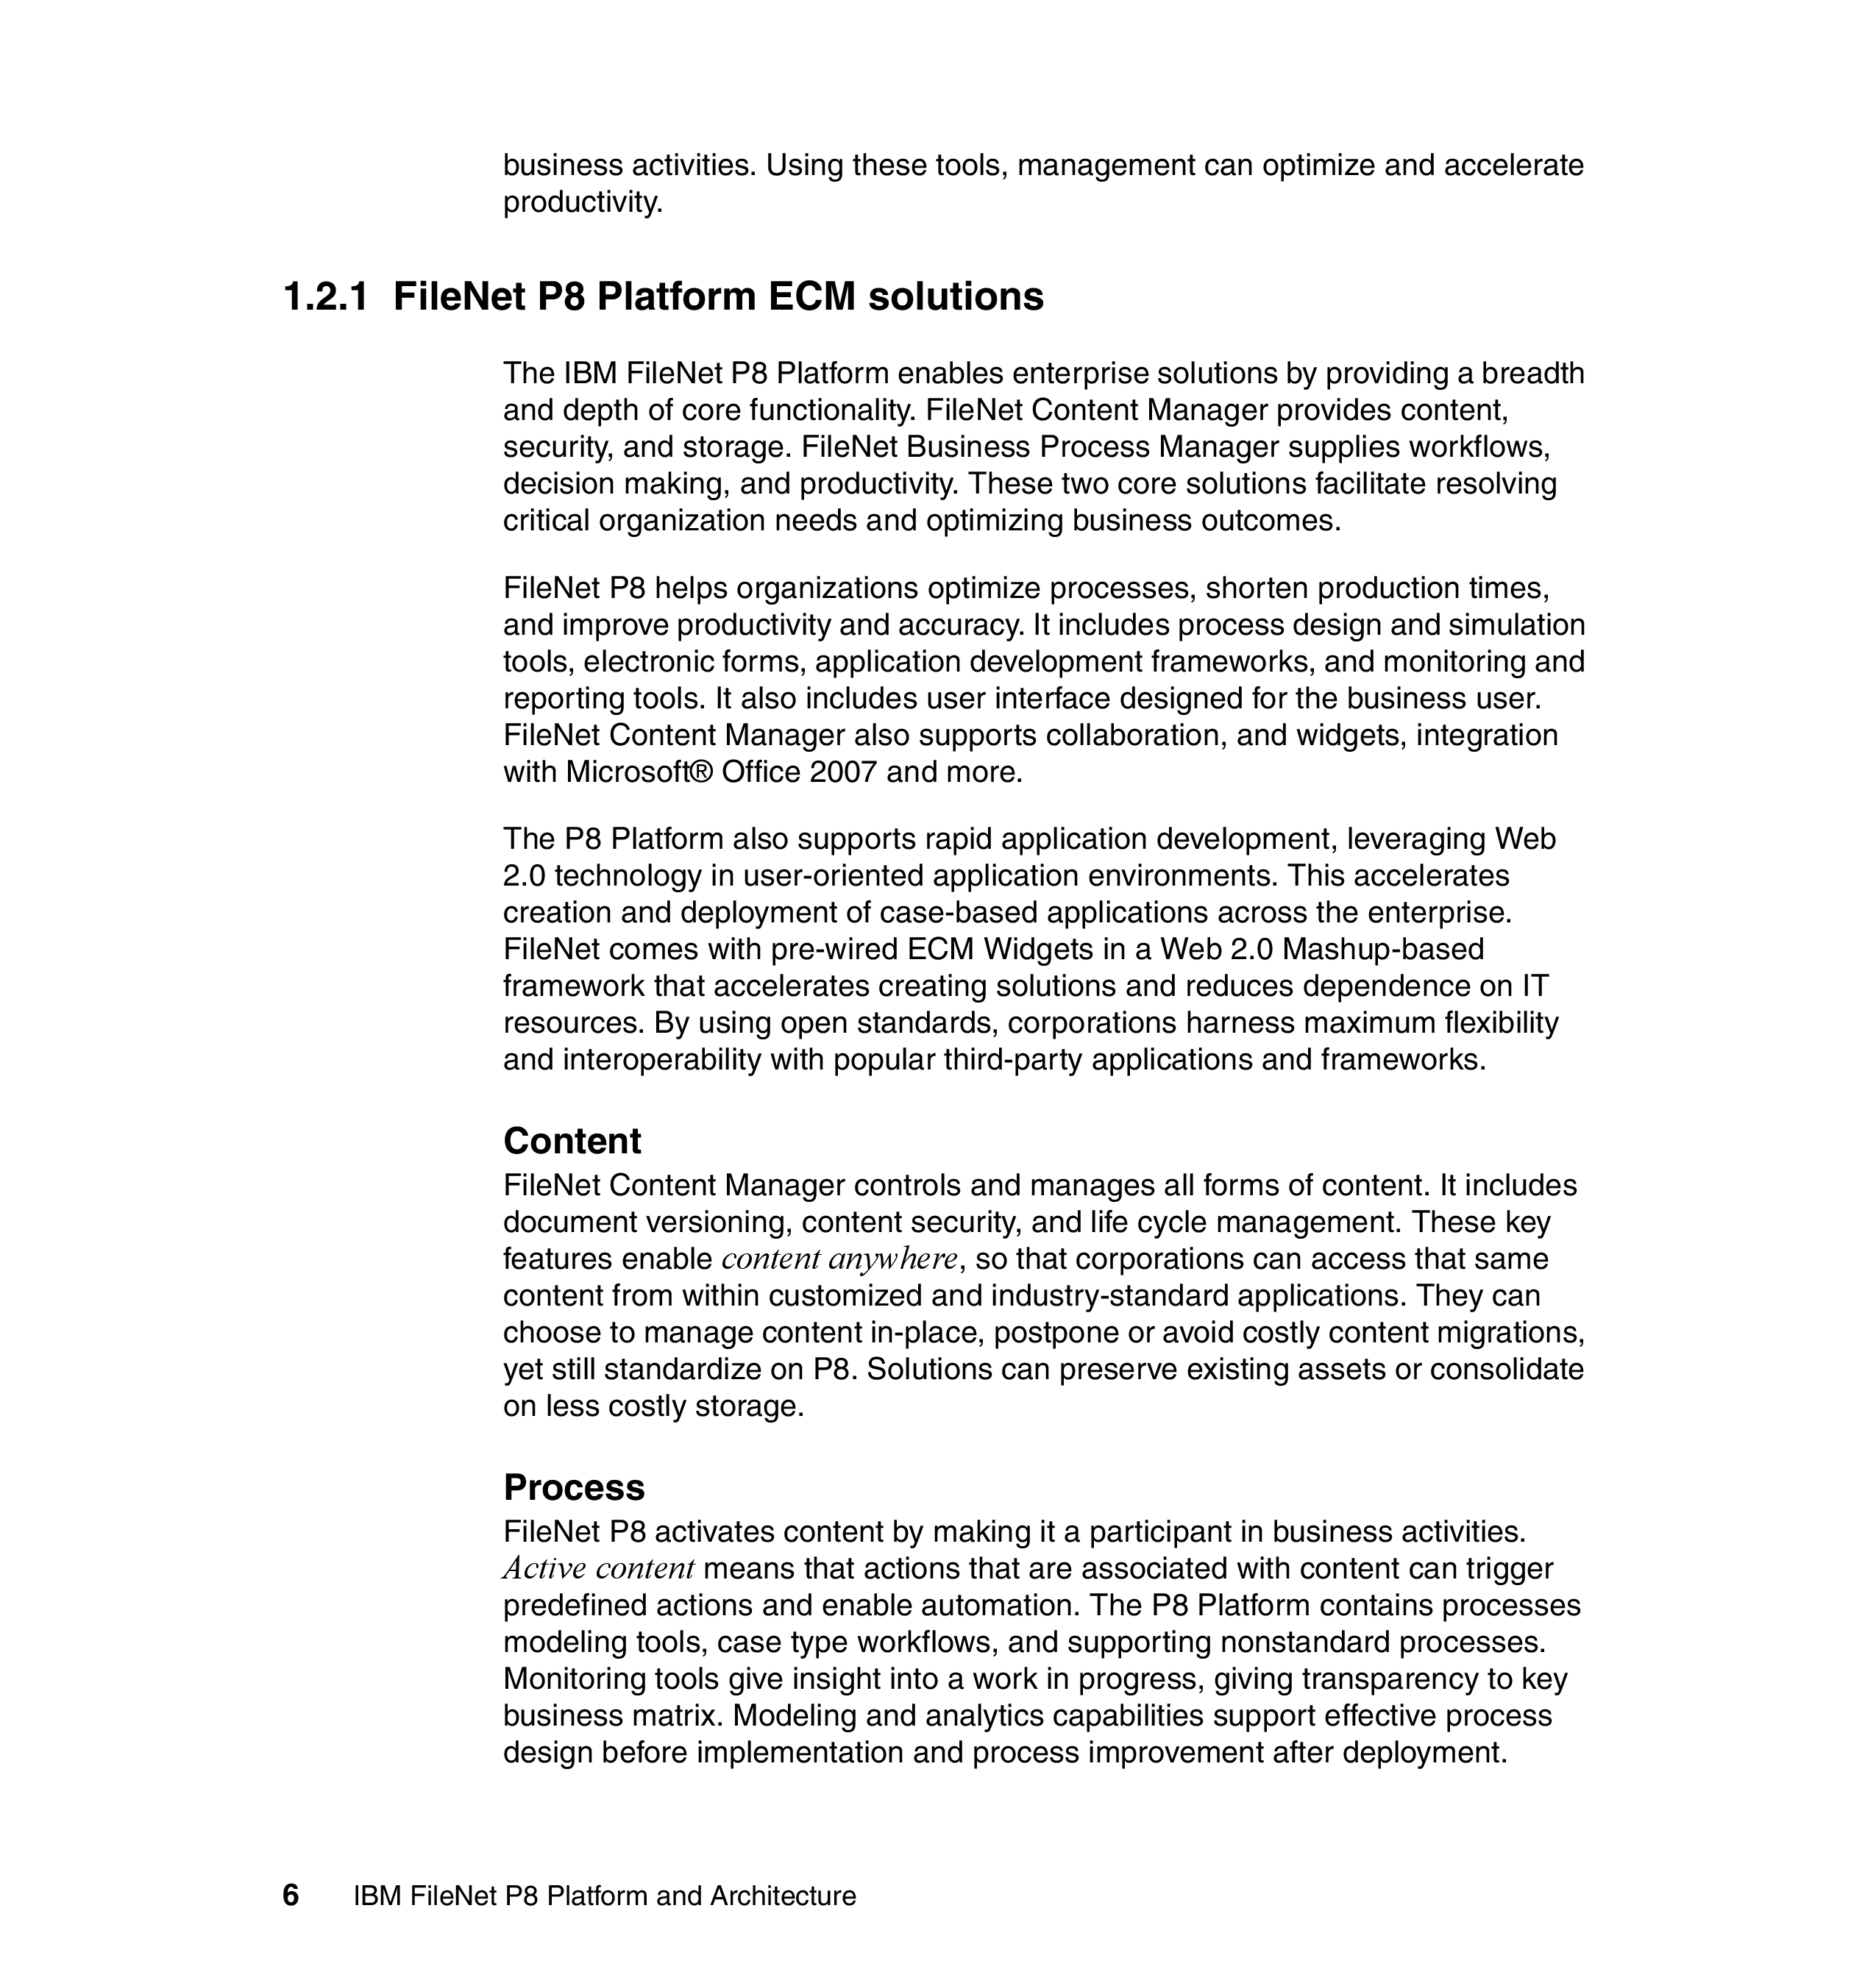 business activities. Using these tools, management can optimize and accelerate
productivity.
1.2.1 FileNet P8 Platform ECM solutions
The IBM FileNet P8 Platform enables enterprise solutions by providing a breadth
and depth of core functionality. FileNet Content Manager provides content,
security, and storage. FileNet Business Process Manager supplies workflows,
decision making, and productivity. These two core solutions facilitate resolving
critical organization needs and optimizing business outcomes.
FileNet P8 helps organizations optimize processes, shorten production times,
and improve productivity and accuracy. It includes process design and simulation
tools, electronic forms, application development frameworks, and monitoring and
reporting tools. It also includes user interface designed for the business user.
FileNet Content Manager also supports collaboration, and widgets, integration
with Microsoft® Office 2007 and more.
The P8 Platform also supports rapid application development, leveraging Web
2.0 technology in user-oriented application environments. This accelerates
creation and deployment of case-based applications across the enterprise.
FileNet comes with pre-wired ECM Widgets in a Web 2.0 Mashup-based
framework that accelerates creating solutions and reduces dependence on IT
resources. By using open standards, corporations harness maximum flexibility
and interoperability with popular third-party applications and frameworks.
Content
FileNet Content Manager controls and manages all forms of content. It includes
document versioning, content security, and life cycle management. These key
features enable content anywhere, so that corporations can access that same
content from within customized and industry-standard applications. They can
choose to manage content in-place, postpone or avoid costly content migrations,
yet still standardize on P8. Solutions can preserve existing assets or consolidate
on less costly storage.
Process
FileNet P8 activates content by making it a participant in business activities.
Active content means that actions that are associated with content can trigger
predefined actions and enable automation. The P8 Platform contains processes
modeling tools, case type workflows, and supporting nonstandard processes.
Monitoring tools give insight into a work in progress, giving transparency to key
business matrix. Modeling and analytics capabilities support effective process
design before implementation and process improvement after deployment.
6 IBM FileNet P8 Platform and Architecture